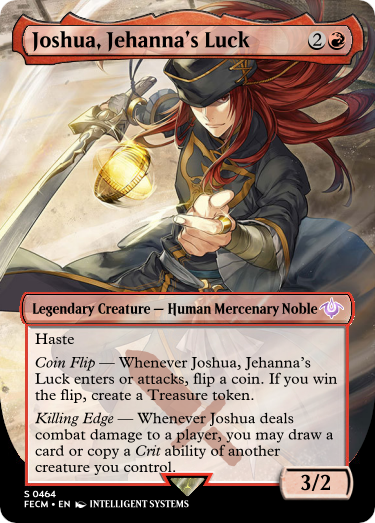 Joshua, Jehanna's Luck 2
Legendary Creature — Human Mercenary Noble
Haste
Coin Flip — Whenever Joshua, Jehanna's
Luck enters or attacks, flip a coin. If you win
the flip, create a Treasure token.
Killing Edge — Whenever Joshua deals
combat damage to a player, you may draw a
card or copy a Crit ability of another
creature you control.
3/2
S 0464
FECM • EN INTELLIGENT SYSTEMS